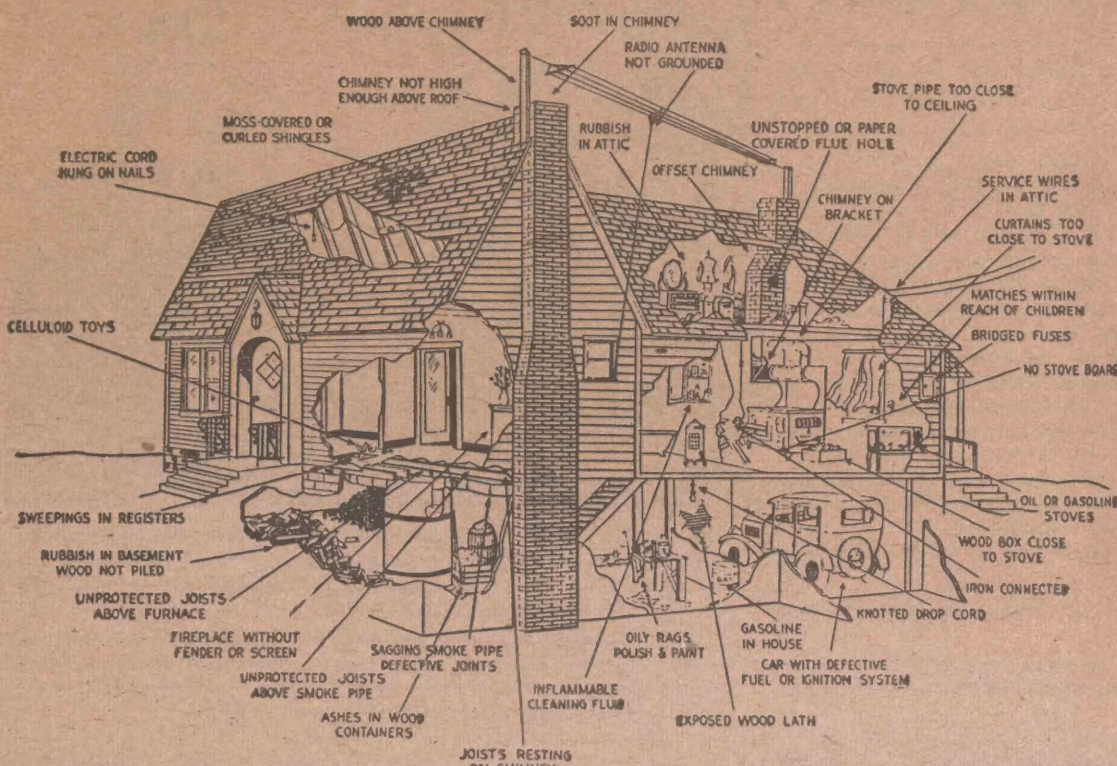 WOOD ABOVE CHIMNEY
SOOT IN CHIMNEY
RADIO ANTENNA
NOT GROUNDED
CHIMNEY NOT HIGH
ENOUGH ABOVE ROOF
STOVE PIPE TOO CLOSE
TO CEILING
MOSS-COVERED OR
CURLED SHINGLES
RUBBISH
IN ATTIC
UNSTOPPED OR PAPER
COVERED FLUE HOLE
ELECTRIC CORD
HUNG ON NAILS
OFFSET CHIMNEY
SERVICE WIRES
IN ATTIC
CHIMNEY ON
BRACKET
CURTAINS TOO
CLOSE TO STOVE
MATCHES WITHIN
REACH OF CHILDREN
CELLULOID TOYS
BRIDGED FUSES
NO STOVE BOARD
SWEEPINGS IN REGISTERS
OIL OR GASOLINE
STOVES
RUBBISH IN BASEMENT
WOOD NOT PILED
WOOD BOX CLOSE
TO STOVE
UNPROTECTED JOISTS
ABOVE FURNACE
IRON CONNECTED
KNOTTED DROP CORD
FIREPLACE WITHOUT
FENDER OR SCREEN
SAGGING SMOKE PIPE
DEFECTIVE JOINTS
OILY RAGS
POLISH & PAINT
GASOLINE
IN HOUSE
CAR WITH DEFECTIVE
FUEL OR IGNITION SYSTEM
UNPROTECTED JOISTS
ABOVE SMOKE PIPE
INFLAMMABLE
CLEANING FLUID
ASHES IN WOOD
CONTAINERS
EXPOSED WOOD LATH
JOISTS RESTING
ON CHIMNEY